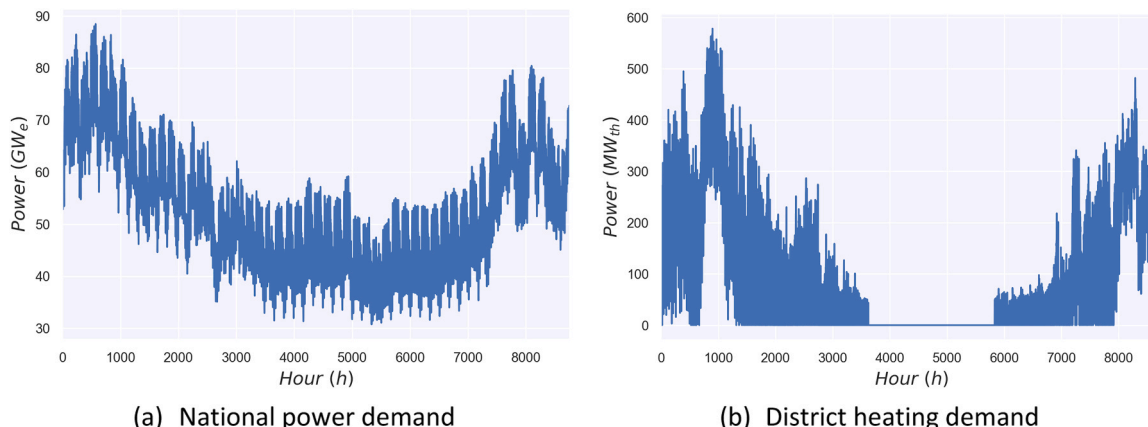 90
80
70
60
50
40
30
Power (GWe)
0 1000 2000 3000 4000 5000 6000 7000 8000
Hour (h)
(a) National power demand
600
500
400
300
200
100
0
Power (MWth)
0 1000 2000 3000 4000 5000 6000 7000 8000
Hour (h)
(b) District heating demand